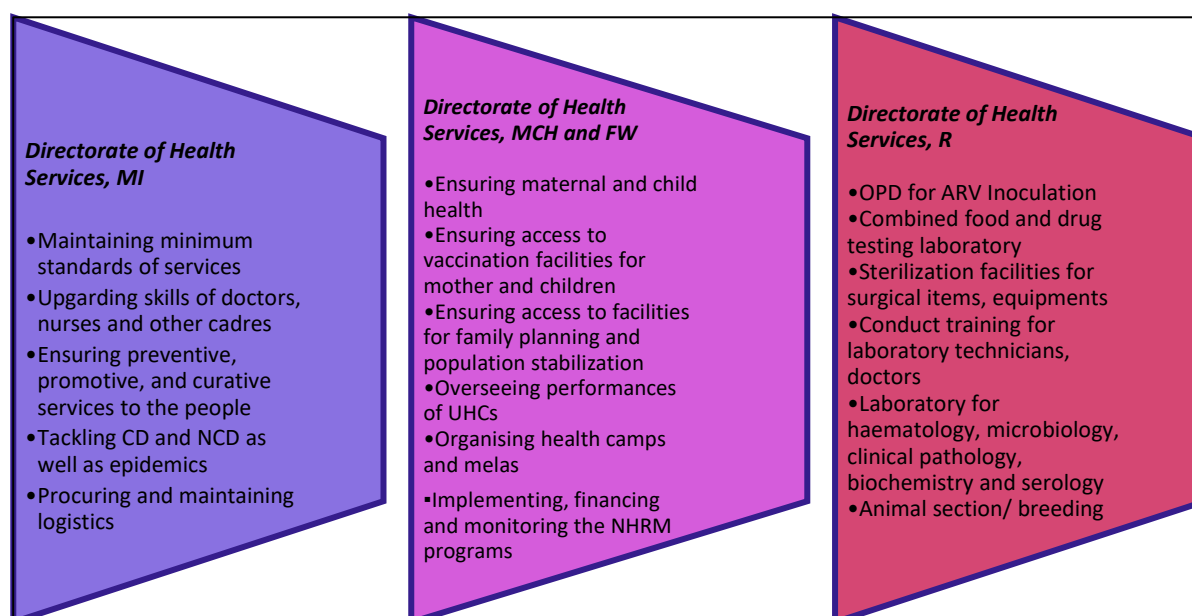 Directorate of Health
Services, MI
•Maintaining minimum
standards of services
•Upgarding skills of doctors,
nurses and other cadres
•Ensuring preventive,
promotive, and curative
services to the people
•Tackling CD and NCD as
well as epidemics
•Procuring and maintaining
logistics
Directorate of Health
Services, MCH and FW
•Ensuring maternal and child
health
•Ensuring access to
vaccination facilities for
mother and children
•Ensuring access to facilities
for family planning and
population stabilization
•Overseeing performances
of UHCs
•Organising health camps
and melas
▪Implementing, financing
and monitoring the NHRM
programs
Directorate of Health
Services, R
•OPD for ARV Inoculation
•Combined food and drug
testing laboratory
•Sterilization facilities for
surgical items, equipments
•Conduct training for
laboratory technicians,
doctors
•Laboratory for
haematology, microbiology,
clinical pathology,
biochemistry and serology
•Animal section/ breeding